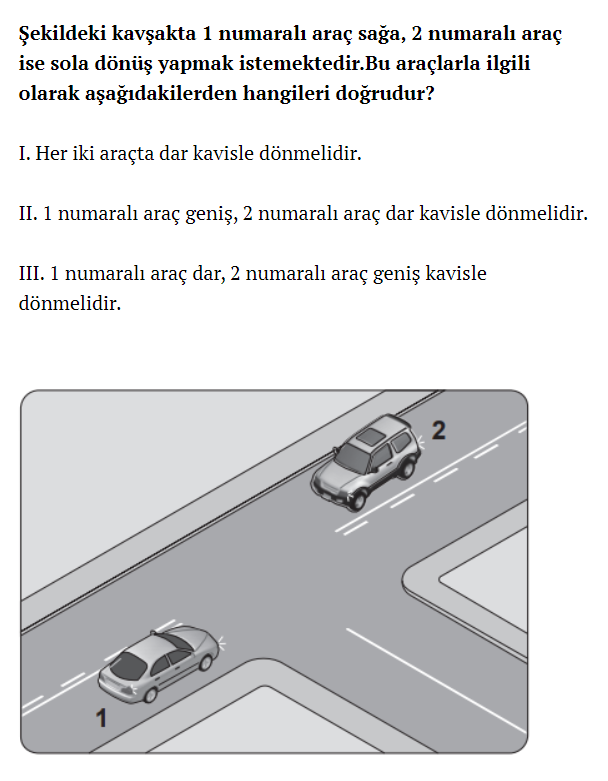 Şekildeki kavşakta 1 numaralı araç sağa, 2 numaralı araç
ise sola dönüş yapmak istemektedir.Bu araçlarla ilgili
olarak aşağıdakilerden hangileri doğrudur?
I. Her iki araçta dar kavisle dönmelidir.
II. 1 numaralı araç geniş, 2 numaralı araç dar kavisle dönmelidir.
III. 1 numaralı araç dar, 2 numaralı araç geniş kavisle
dönmelidir.
2
1